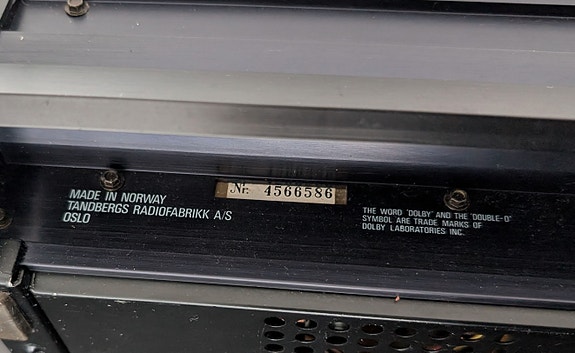 MADE IN NORWAY
TANDBERGS RADIOFABRIKK A/S
OSLO
Nr. 4566586
THE WORD 'DOLBY' AND THE 'DOUBLE-D'
SYMBOL ARE TRADE MARKS OF
DOLBY LABORATORIES INC.